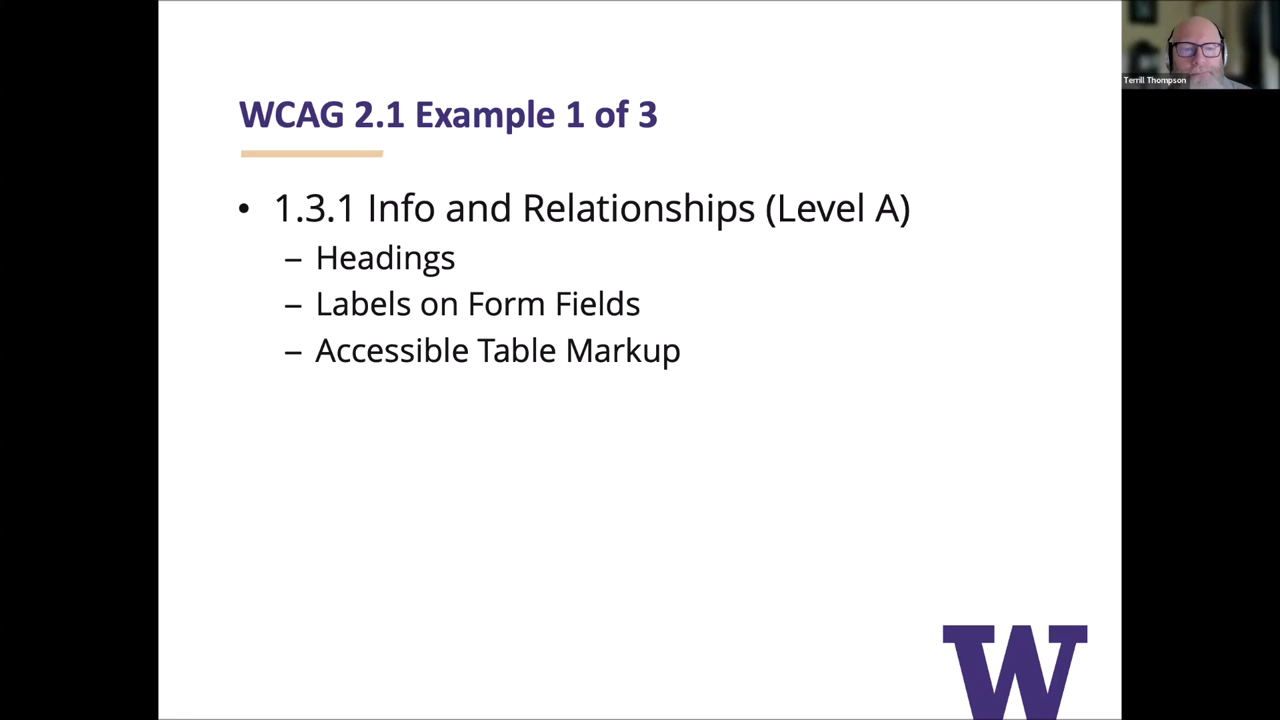 WCAG 2.1 Example 1 of 3
• 1.3.1 Info and Relationships (Level A)
– Headings
– Labels on Form Fields
– Accessible Table Markup
W
Terrill Thompson